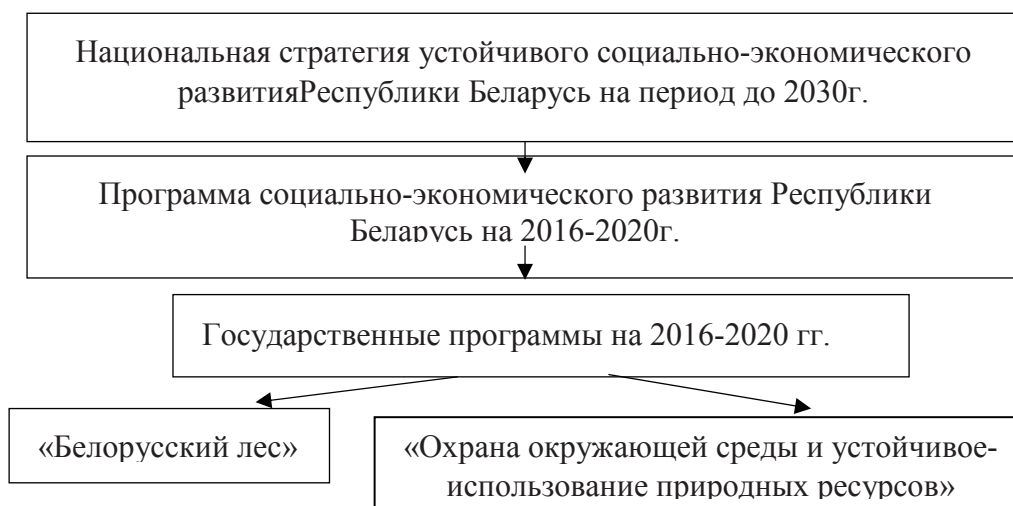 Национальная стратегия устойчивого социально-экономического
развитияРеспублики Беларусь на период до 2030г.
Программа социально-экономического развития Республики
Беларусь на 2016-2020г.
Государственные программы на 2016-2020 гг.
«Белорусский лес»
«Охрана окружающей среды и устойчивое-
использование природных ресурсов»